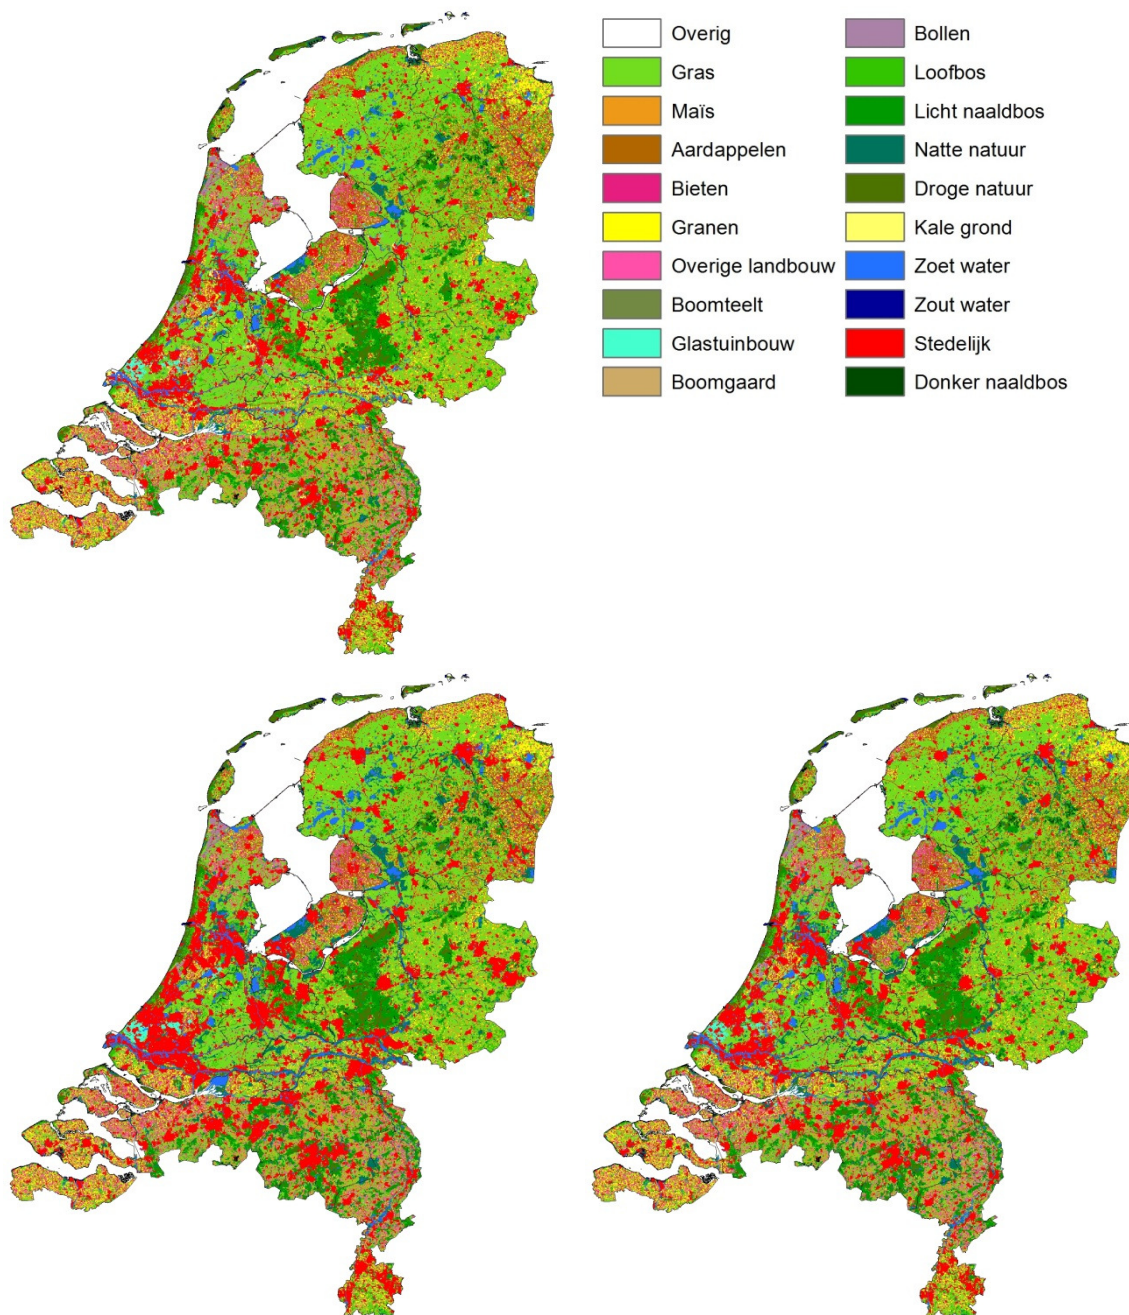 Overig
Gras
Maïs
Aardappelen
Bieten
Granen
Overige landbouw
Boomteelt
Glastuinbouw
Boomgaard
Bollen
Loofbos
Licht naaldbos
Natte natuur
Droge natuur
Kale grond
Zoet water
Zout water
Stedelijk
Donker naaldbos